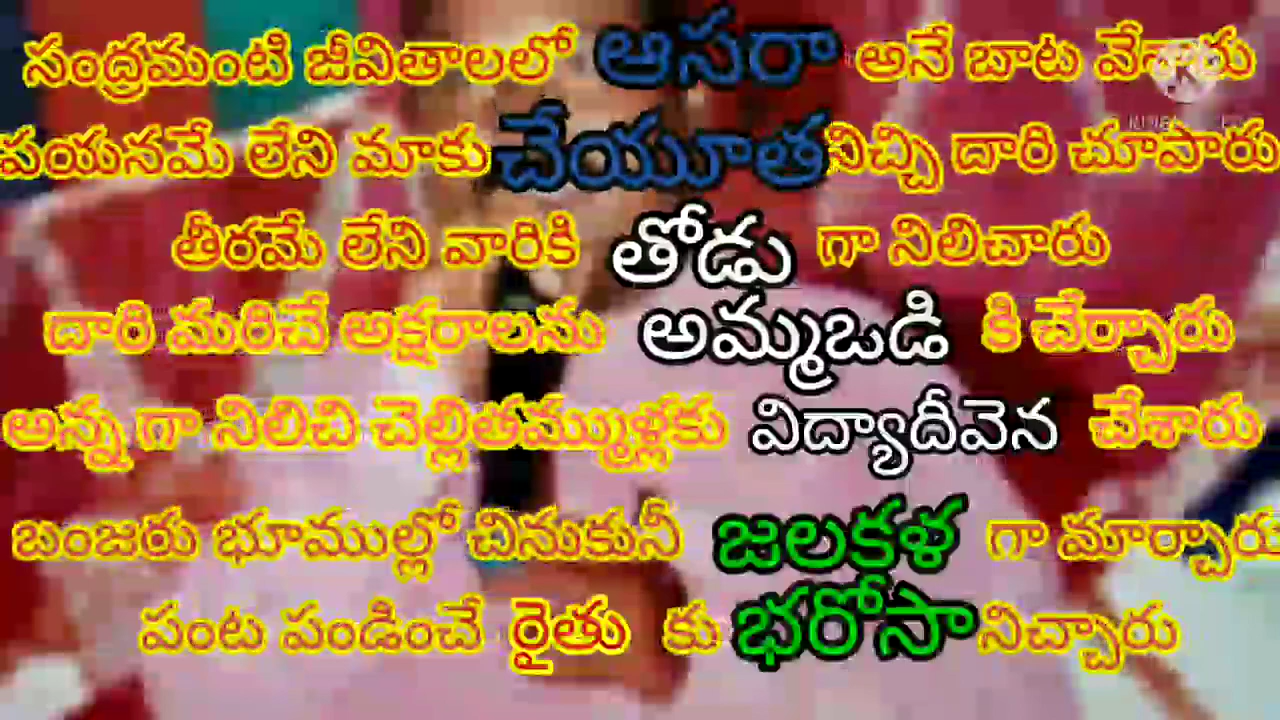 సంద్రమంటి జీవితాలలో ఆసరా అనే బాట వేశారు
పయనమే లేని మాకు చేయూతనిచ్చి దారి చూపారు
తీరమే లేని వారికి తోడు గా నిలిచారు
దారి మరిచే అక్షరాలను అమ్మఒడి కి చేర్చారు
అన్న గా నిలిచి చెల్లితమ్ముళ్లకు విద్యాదీవెన చేశారు
బంజరు భూముల్లో చినుకునీ జలకళ గా మార్చారు
పంట పండించే రైతు కు భరోసానిచ్చారు